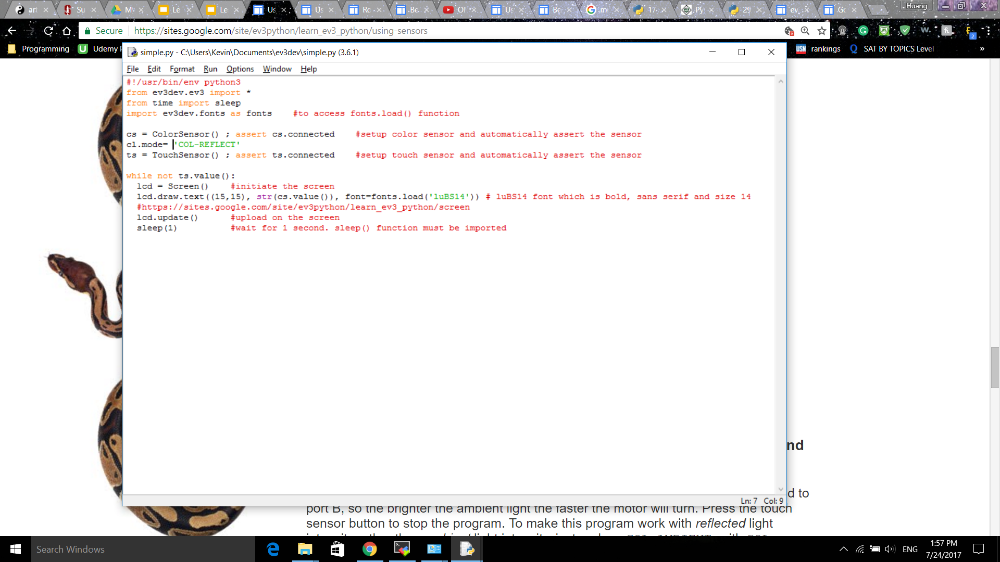 ar
Su
M
Le
Le
Us
Us
Ro
Be
Us
Be
.m
17
Py
29
ev
Gc
Huang
Secure
https://sites.google.com/site/ev3python/learn_ev3_python/using-sensors
Programming
Udemy
USN
rankings
SAT BY TOPICS Level
»
simple.py - C:\Users\Kevin\Documents\ev3dev\simple.py (3.6.1)
File Edit Format Run Options Window Help
#!/usr/bin/env python3
from ev3dev.ev3 import *
from time import sleep
import ev3dev.fonts as fonts    #to access fonts.load() function
cs = ColorSensor() ; assert cs.connected    #setup color sensor and automatically assert the sensor
cl.mode= 'COL-REFLECT'
ts = TouchSensor() ; assert ts.connected    #setup touch sensor and automatically assert the sensor
while not ts.value():
  lcd = Screen()    #initiate the screen
  lcd.draw.text((15,15), str(cs.value()), font=fonts.load('luBS14')) # luBS14 font which is bold, sans serif and size 14
  #https://sites.google.com/site/ev3python/learn_ev3_python/screen
  lcd.update()      #upload on the screen
  sleep(1)          #wait for 1 second. sleep() function must be imported
Ln: 7 Col: 9
nd
d to
port B, so the brighter the ambient light the faster the motor will turn. Press the touch
sensor button to stop the program. To make this program work with reflected light
Search Windows
2
ENG
1:57 PM
7/24/2017